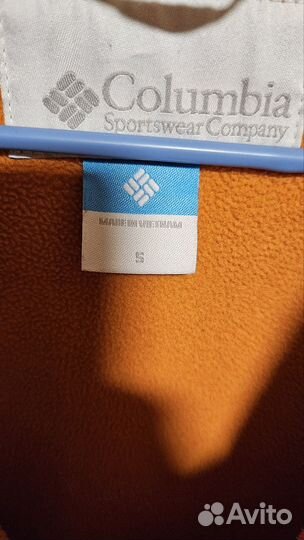 Columbia
Sportswear Company
MADE IN VIETNAM
S
Avito